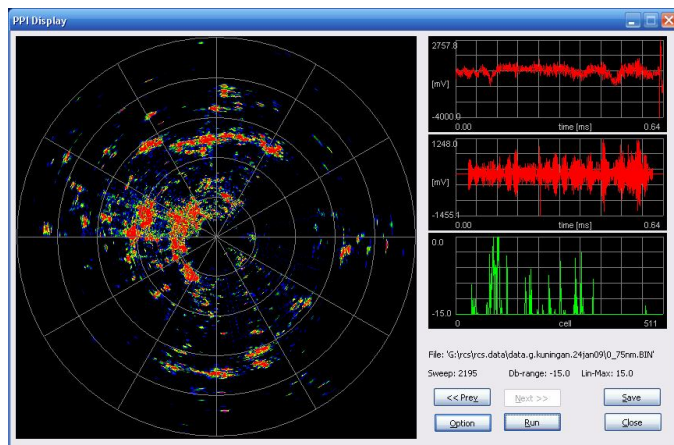 PPI Display
2757.8
[mV]
-4000.0
0.00 time [ms] 0.64
1248.0
[mV]
-1455.1
0.00 time [ms] 0.64
0.0
-15.0
0 cell 511
File: 'G:\rcs\rcs.data\data.g.kuningan.24jan09\0_75nm.BIN'
Sweep: 2195 Db-range: -15.0 Lin-Max: 15.0
<< Prev Next >> Save
Option Run Close